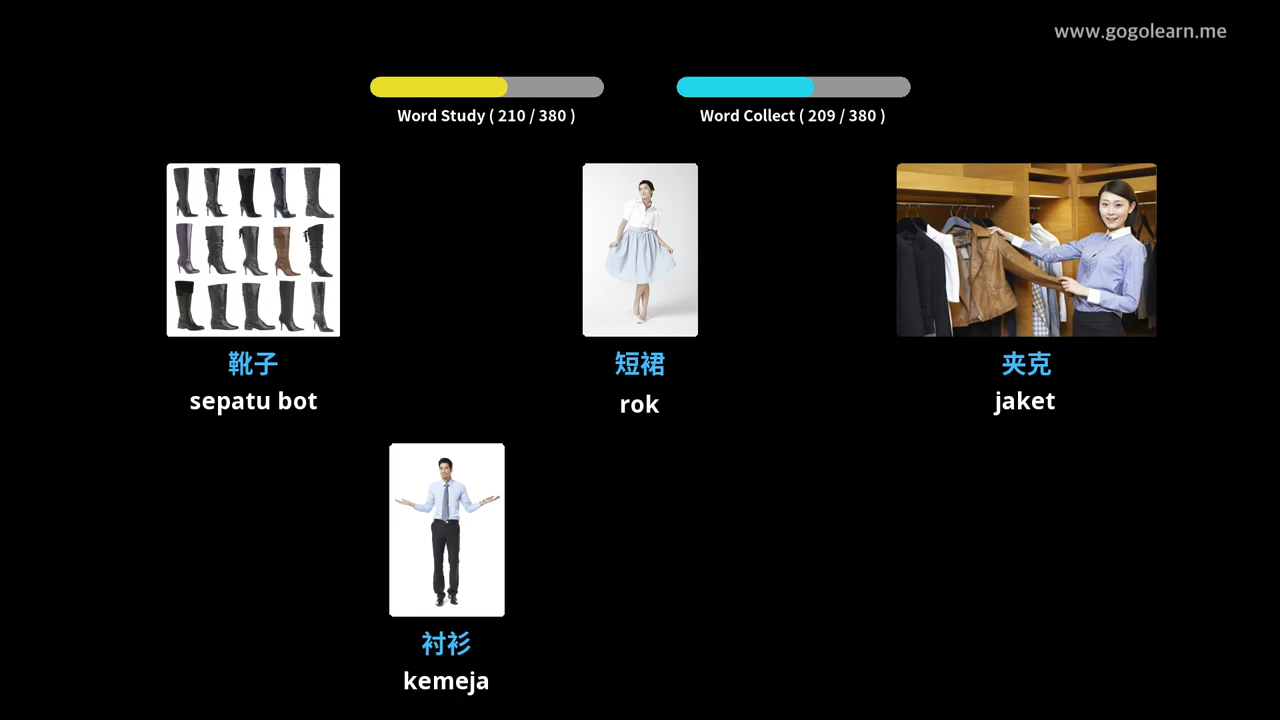 www.gogolearn.me
Word Study ( 210 / 380 )
Word Collect ( 209 / 380 )
靴子
短裙
夹克
sepatu bot
rok
jaket
衬衫
kemeja